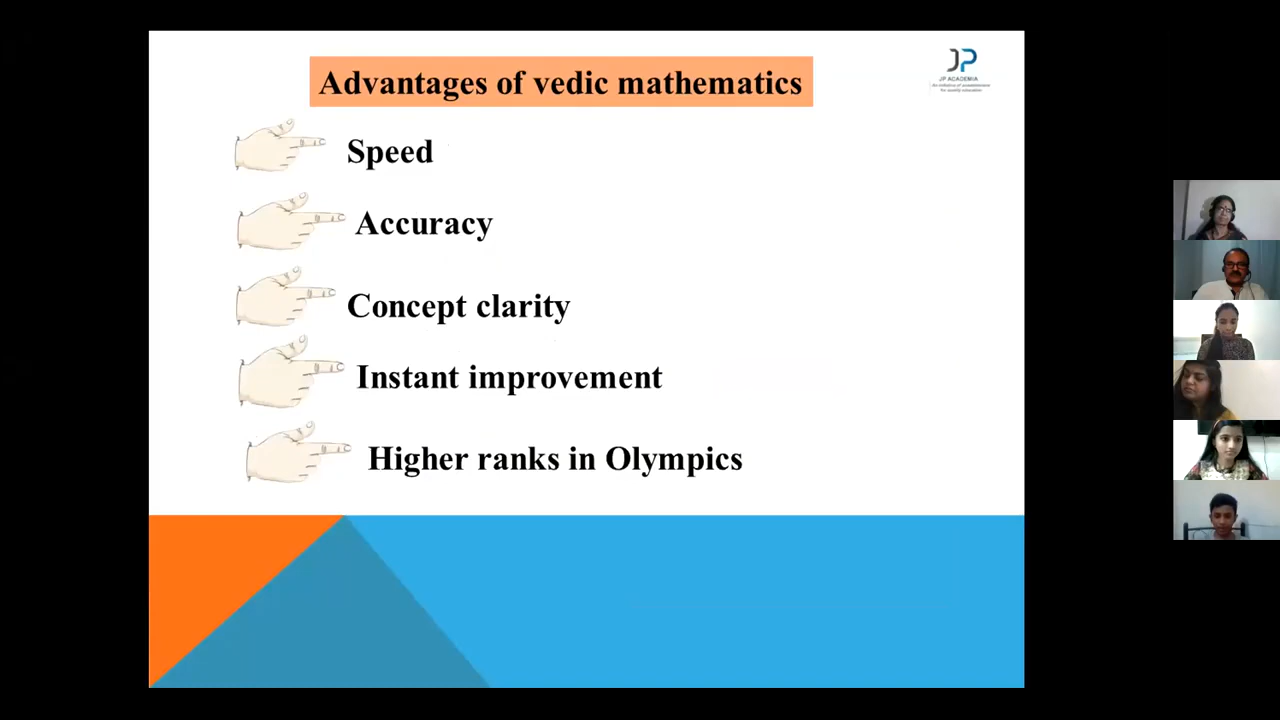 Advantages of vedic mathematics
JP ACADEMIA
Speed
Accuracy
Concept clarity
Instant improvement
Higher ranks in Olympics